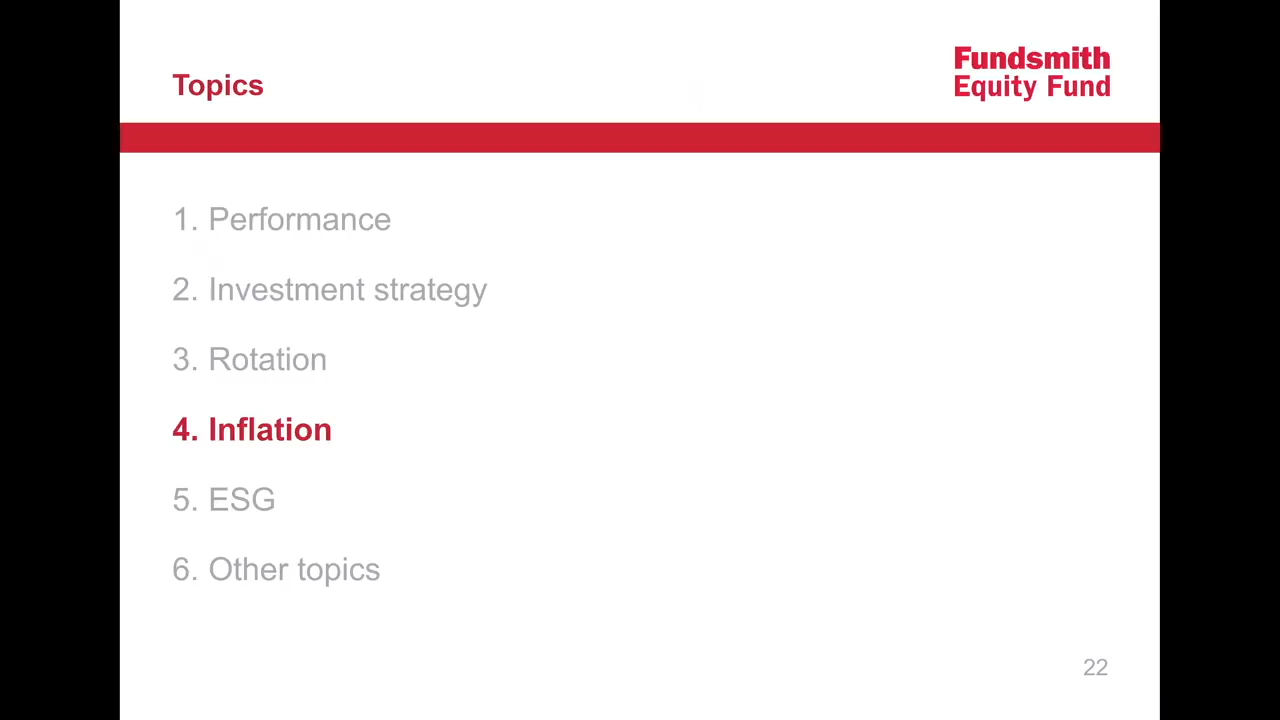 Topics
Fundsmith
Equity Fund
1. Performance
2. Investment strategy
3. Rotation
4. Inflation
5. ESG
6. Other topics
22